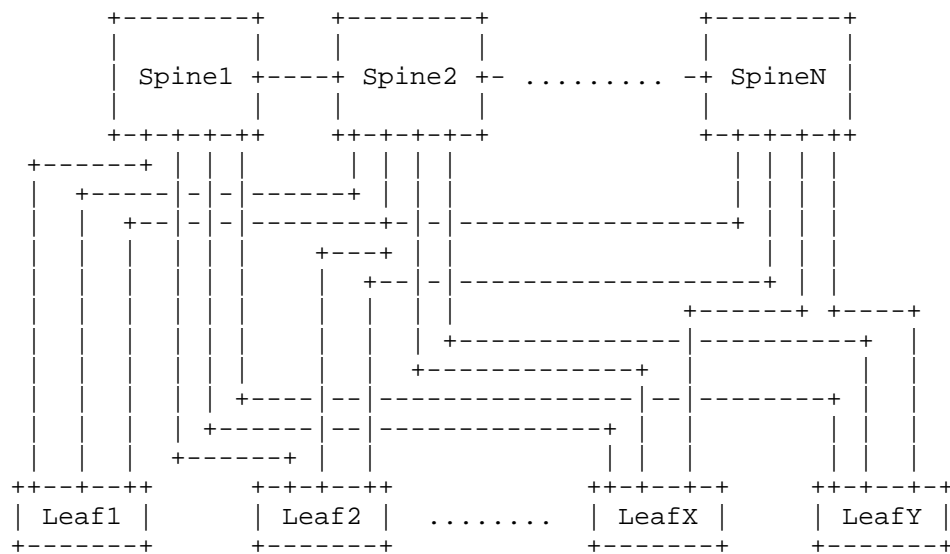 Spine1 Spine2 ......... SpineN
Leaf1 Leaf2 ........ LeafX LeafY